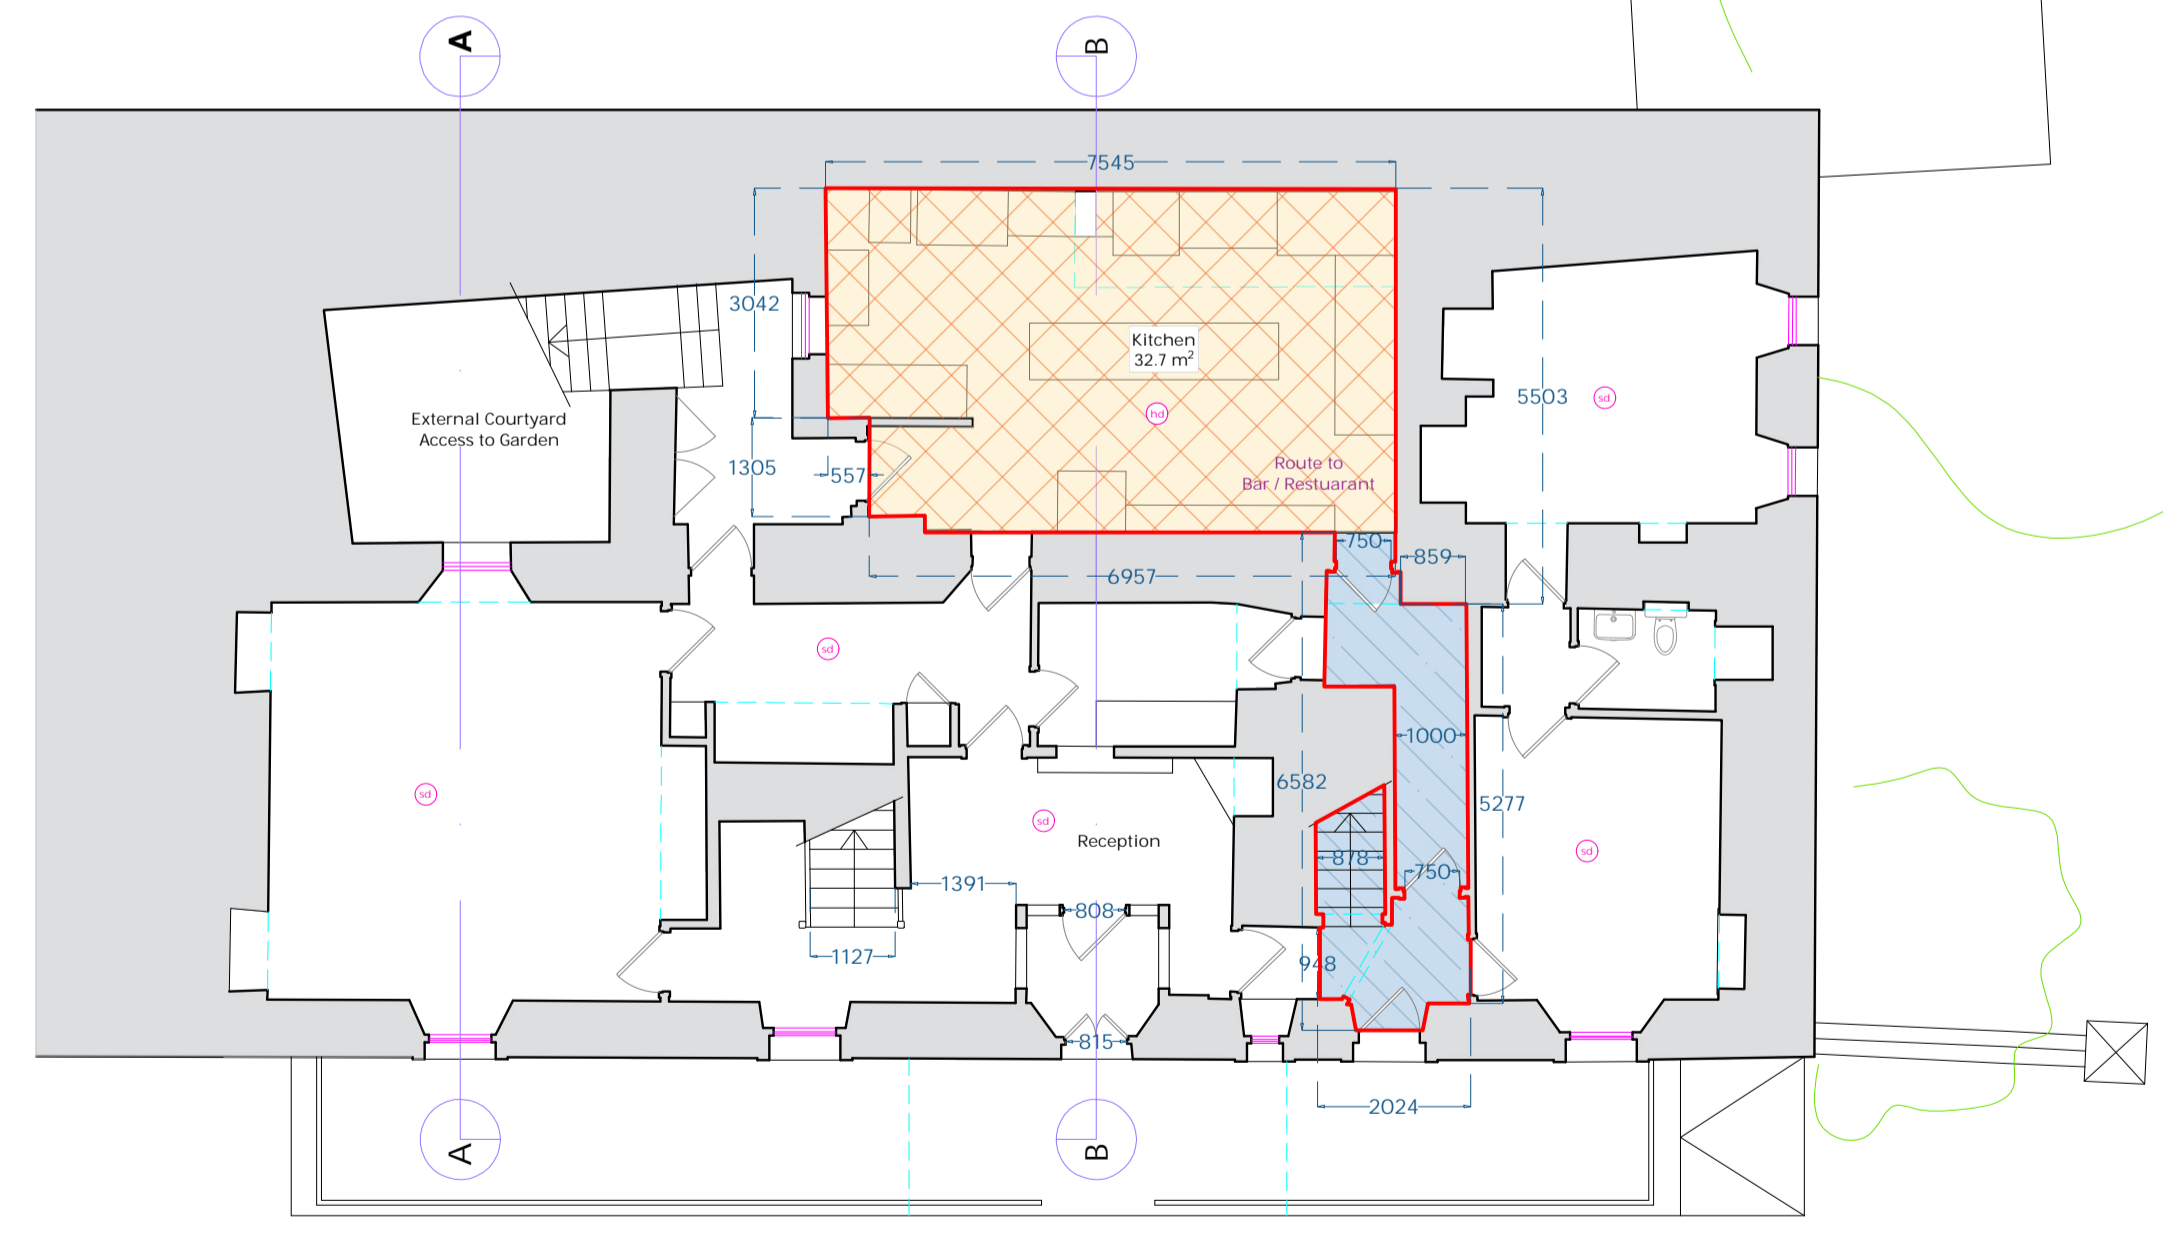 A
B
7545
3042
Kitchen
32.7 m²
5503
sd
hd
External Courtyard
Access to Garden
1305
557
Route to
Bar / Restuarant
750
859
6957
sd
1000
6582
5277
sd
sd
Reception
sd
878
750
1391
808
1127
948
815
2024
A
B